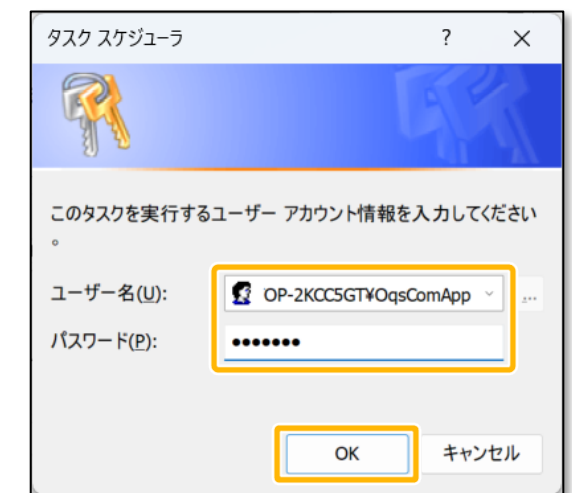 タスク スケジューラ ? ×
このタスクを実行するユーザー アカウント情報を入力してください
。
ユーザー名(U): OP-2KCC5GT¥OqsComApp ...
パスワード(P): •••••••
OK キャンセル